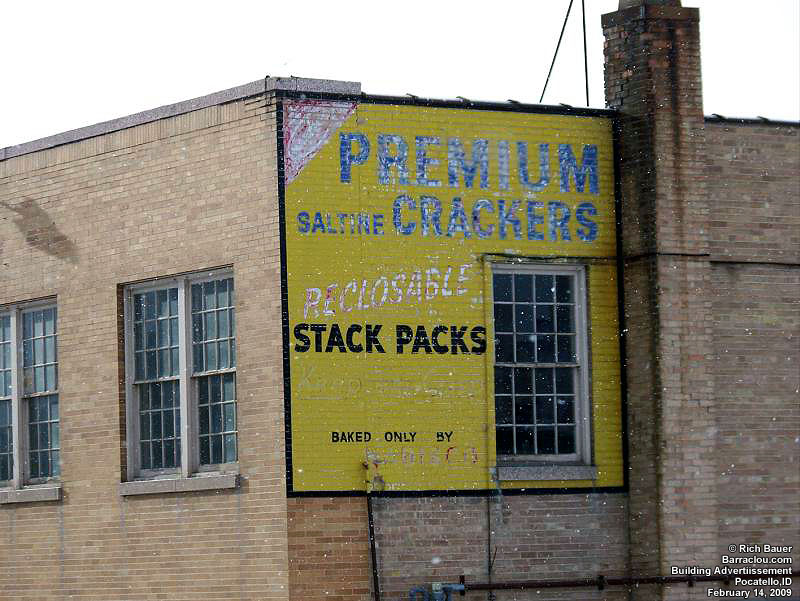 PREMIUM
SALTINE CRACKERS
RECLOSABLE
STACK PACKS
BAKED ONLY BY
NABISCO
© Rich Bauer
Barraclou.com
Building Advertiissement
Pocatello,ID
February 14, 2009